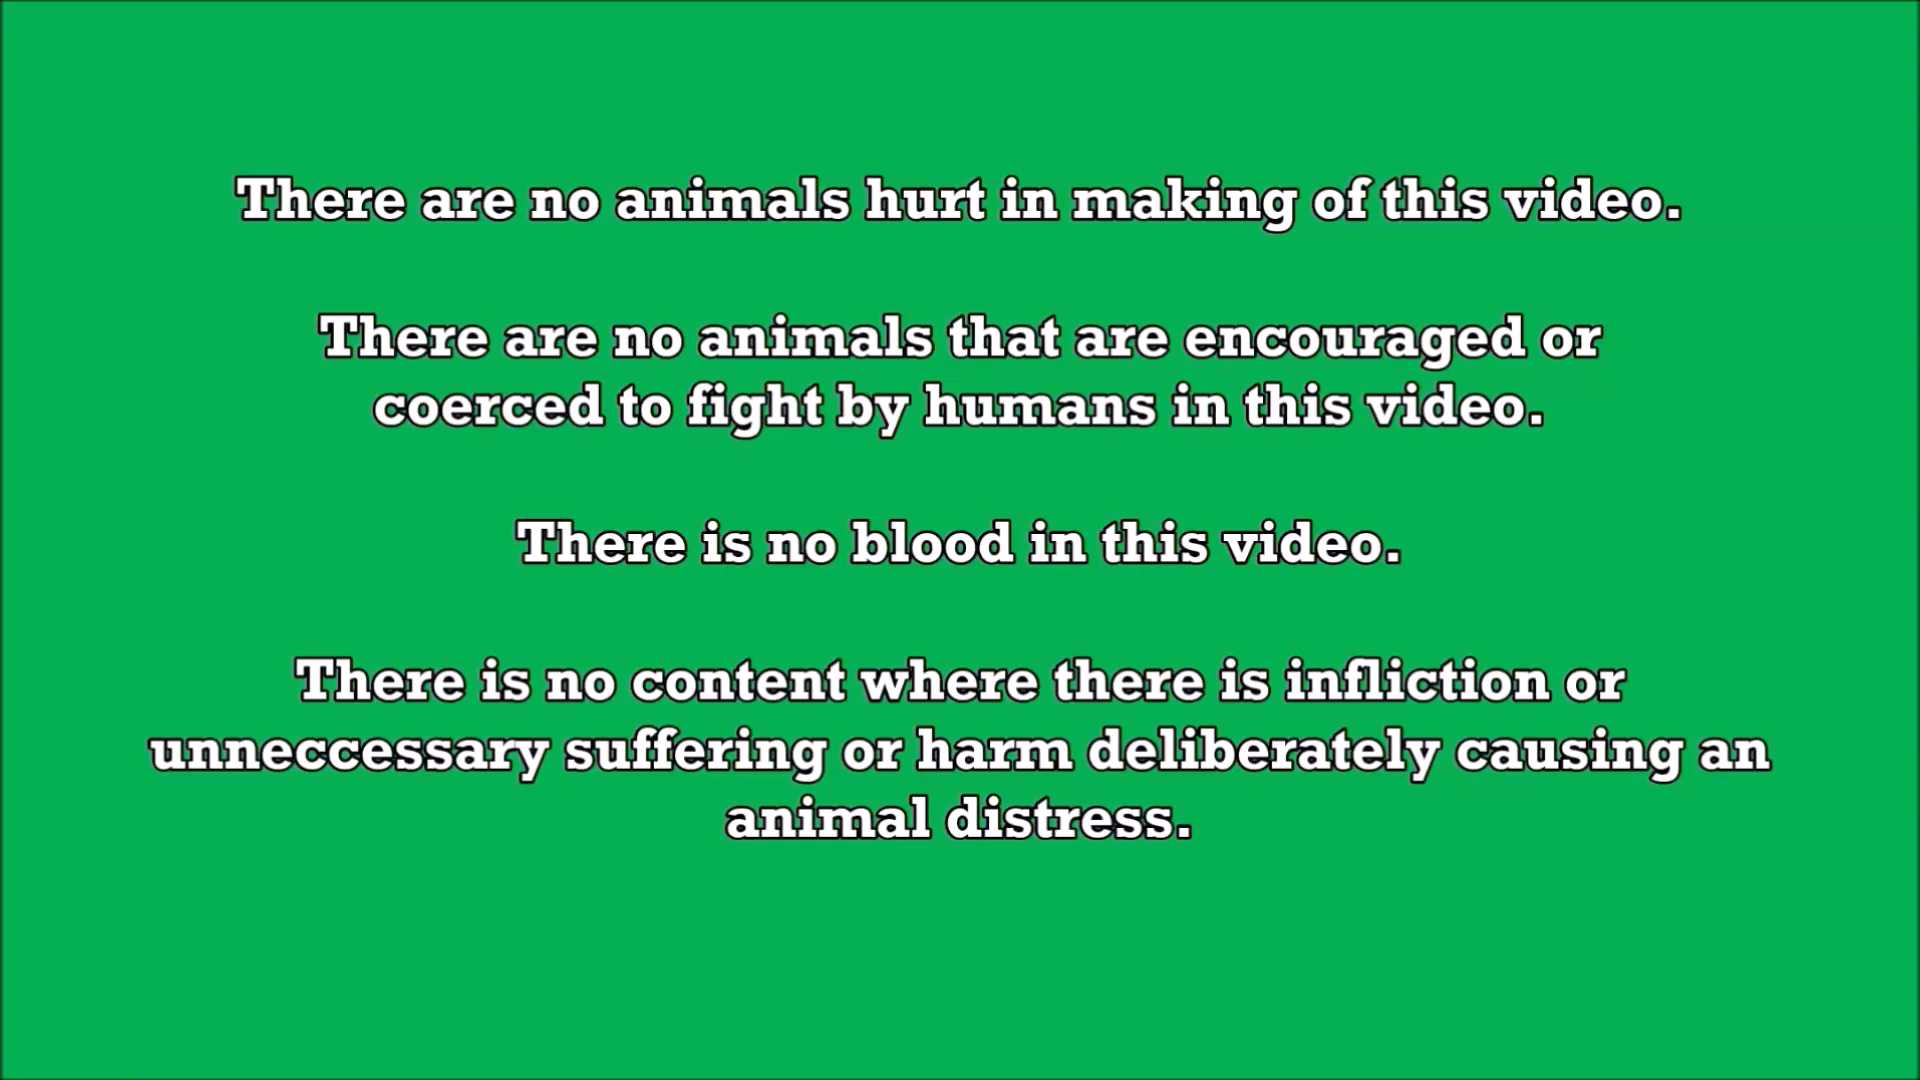 There are no animals hurt in making of this video.
There are no animals that are encouraged or
coerced to fight by humans in this video.
There is no blood in this video.
There is no content where there is infliction or
unneccessary suffering or harm deliberately causing an
animal distress.